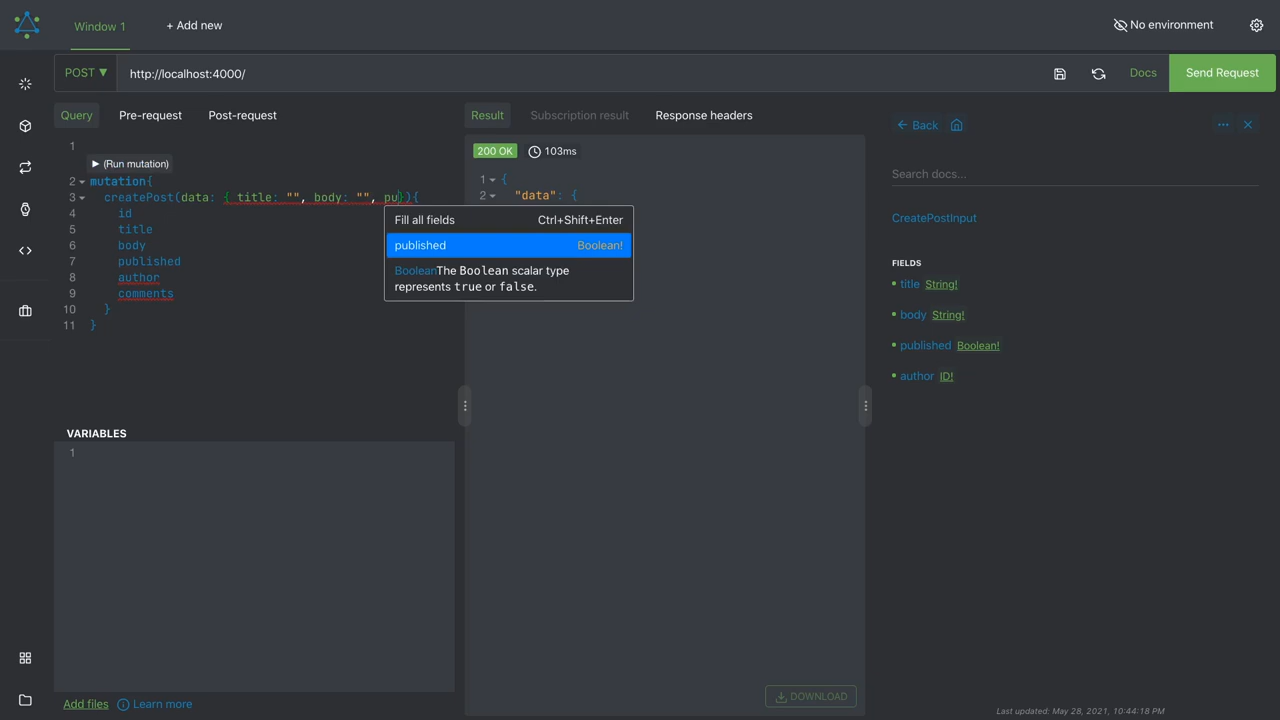 Window 1
+ Add new
No environment
POST ▼
http://localhost:4000/
Docs
Send Request
Query
Pre-request
Post-request
1
▶ (Run mutation)
2 mutation{
3 createPost(data: { title: "", body: "", pu}){
4 id
5 title
6 body
7 published
8 author
9 comments
10 }
11 }
Fill all fields Ctrl+Shift+Enter
published Boolean!
BooleanThe Boolean scalar type
represents true or false.
VARIABLES
1
Add files
Learn more
Result
Subscription result
Response headers
200 OK
103ms
1 {
2 "data": {
DOWNLOAD
Back
Search docs...
CreatePostInput
FIELDS
title String!
body String!
published Boolean!
author ID!
Last updated: May 28, 2021, 10:44:18 PM